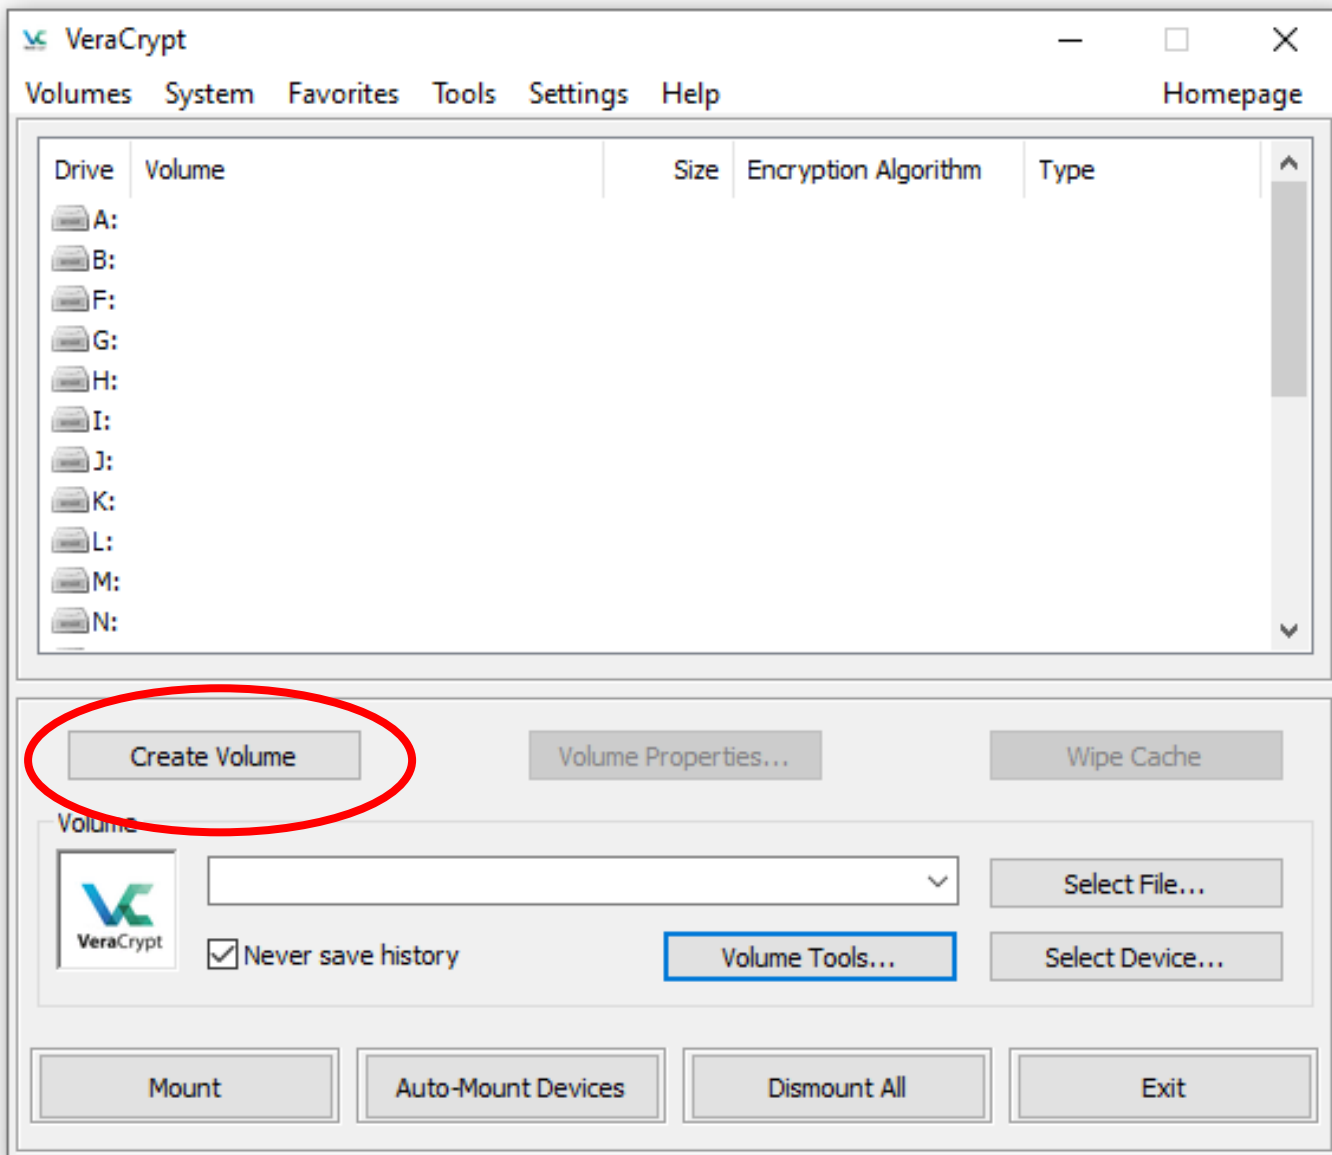 VeraCrypt
Volumes System Favorites Tools Settings Help Homepage
Drive Volume Size Encryption Algorithm Type
A:
B:
F:
G:
H:
I:
J:
K:
L:
M:
N:
Create Volume Volume Properties... Wipe Cache
Volume
Select File...
VeraCrypt
Never save history Volume Tools... Select Device...
Mount Auto-Mount Devices Dismount All Exit